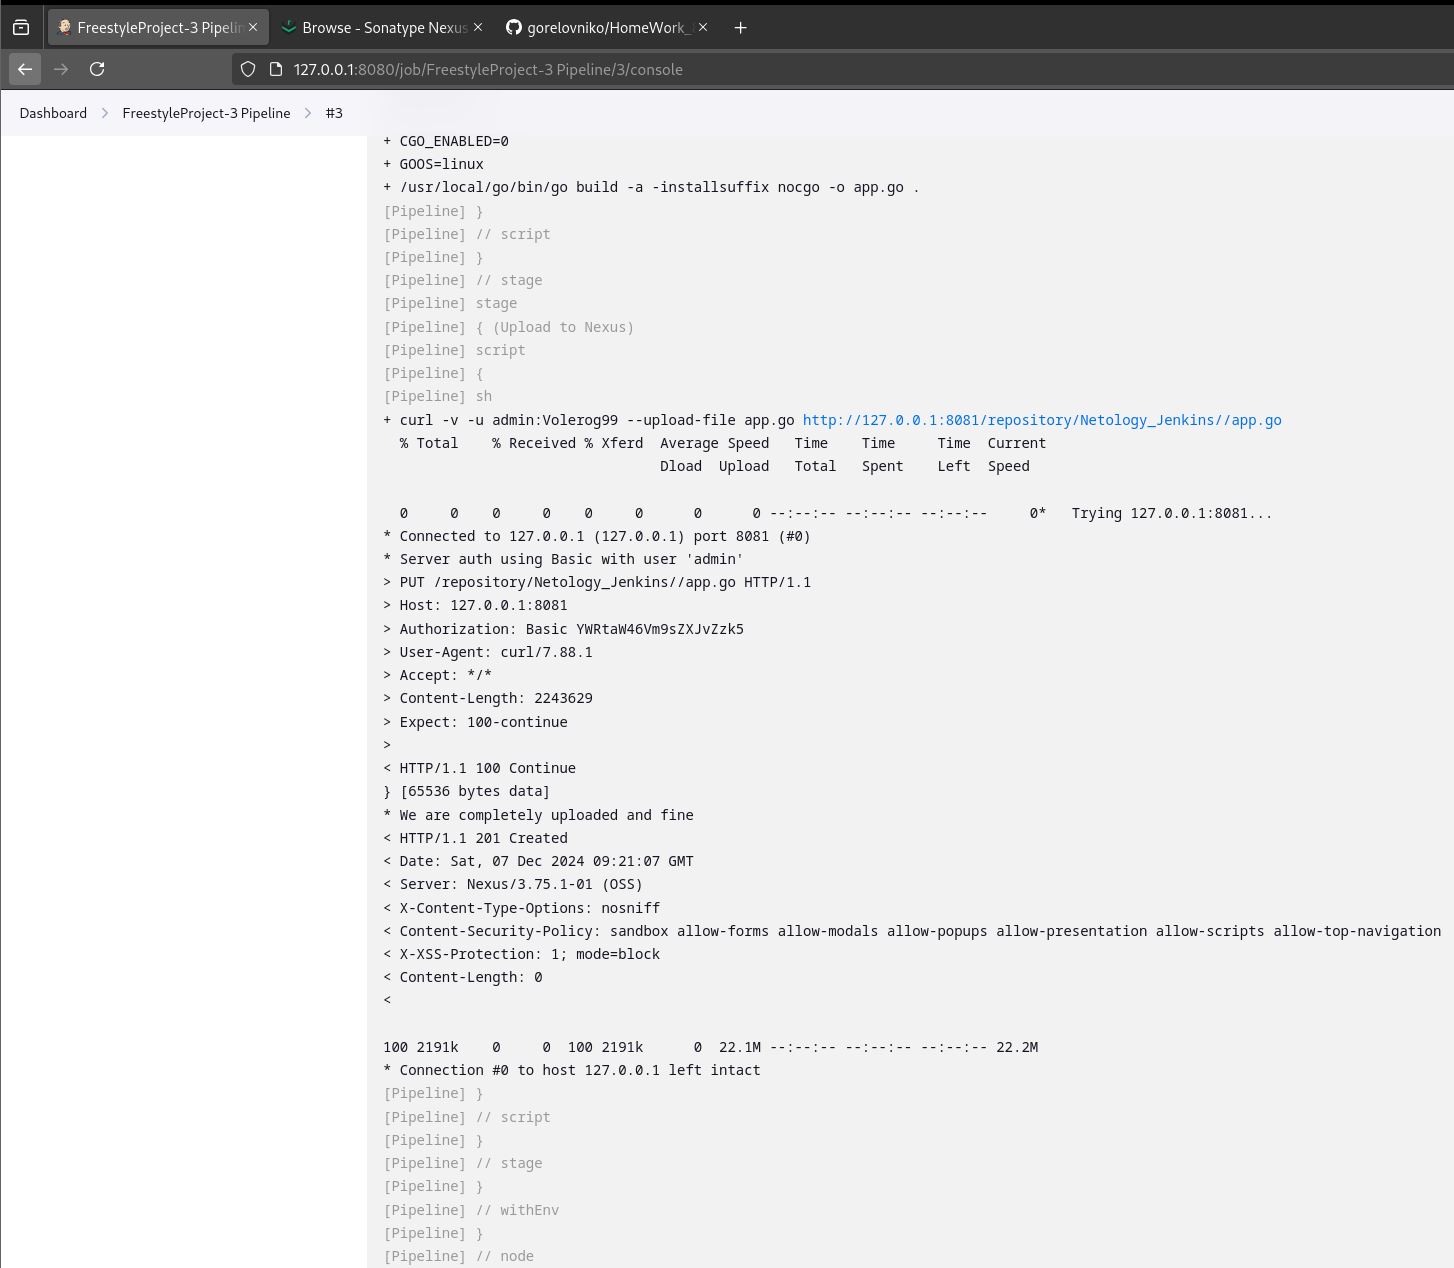 FreestyleProject-3 Pipelin
Browse - Sonatype Nexus
gorelovniko/HomeWork_
127.0.0.1:8080/job/FreestyleProject-3 Pipeline/3/console
Dashboard > FreestyleProject-3 Pipeline > #3
+ CGO_ENABLED=0
+ GOOS=linux
+ /usr/local/go/bin/go build -a -installsuffix nocgo -o app.go .
[Pipeline] }
[Pipeline] // script
[Pipeline] }
[Pipeline] // stage
[Pipeline] stage
[Pipeline] { (Upload to Nexus)
[Pipeline] script
[Pipeline] {
[Pipeline] sh
+ curl -v -u admin:Volerog99 --upload-file app.go http://127.0.0.1:8081/repository/Netology_Jenkins//app.go
  % Total    % Received % Xferd  Average Speed   Time    Time     Time  Current
                                 Dload  Upload   Total   Spent    Left  Speed
  0     0    0     0    0     0      0      0 --:--:-- --:--:-- --:--:--     0*   Trying 127.0.0.1:8081...
* Connected to 127.0.0.1 (127.0.0.1) port 8081 (#0)
* Server auth using Basic with user 'admin'
> PUT /repository/Netology_Jenkins//app.go HTTP/1.1
> Host: 127.0.0.1:8081
> Authorization: Basic YWRtaW46Vm9sZXJvZzk5
> User-Agent: curl/7.88.1
> Accept: */*
> Content-Length: 2243629
> Expect: 100-continue
>
< HTTP/1.1 100 Continue
} [65536 bytes data]
* We are completely uploaded and fine
< HTTP/1.1 201 Created
< Date: Sat, 07 Dec 2024 09:21:07 GMT
< Server: Nexus/3.75.1-01 (OSS)
< X-Content-Type-Options: nosniff
< Content-Security-Policy: sandbox allow-forms allow-modals allow-popups allow-presentation allow-scripts allow-top-navigation
< X-XSS-Protection: 1; mode=block
< Content-Length: 0
<
100 2191k    0     0  100 2191k      0  22.1M --:--:-- --:--:-- --:--:-- 22.2M
* Connection #0 to host 127.0.0.1 left intact
[Pipeline] }
[Pipeline] // script
[Pipeline] }
[Pipeline] // stage
[Pipeline] }
[Pipeline] // withEnv
[Pipeline] }
[Pipeline] // node